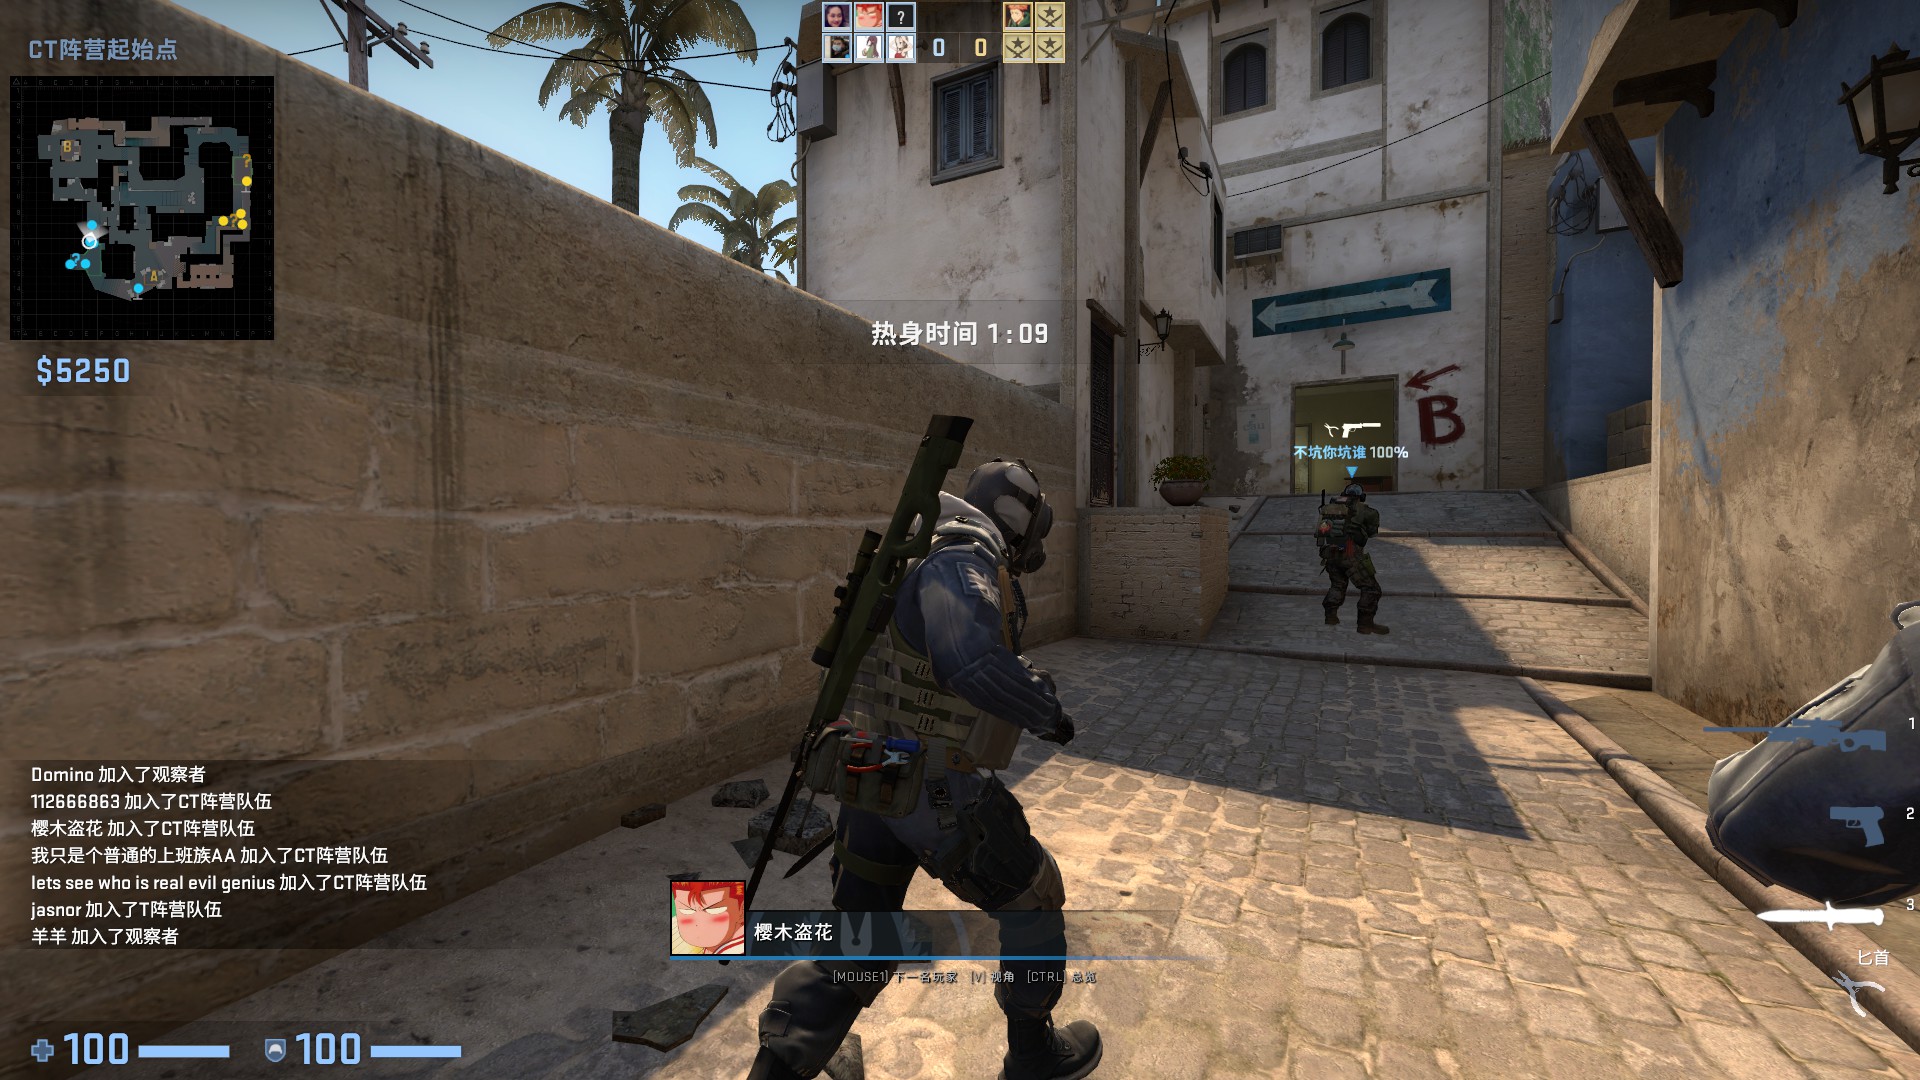 CT阵营起始点
?
0
0
B
?
?
?
A
$5250
热身时间 1:09
B
不坑你坑谁 100%
1
2
3
匕首
Domino 加入了观察者
112666863 加入了CT阵营队伍
樱木盗花 加入了CT阵营队伍
我只是个普通的上班族AA 加入了CT阵营队伍
lets see who is real evil genius 加入了CT阵营队伍
jasnor 加入了T阵营队伍
羊羊 加入了观察者
樱木盗花
[MOUSE1] 下一名玩家 [V] 视角 [CTRL] 总览
100
100